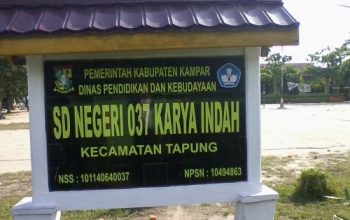 PEMERINTAH KABUPATEN KAMPAR
DINAS PENDIDIKAN DAN KEBUDAYAAN
SD NEGERI 037 KARYA INDAH
KECAMATAN TAPUNG
NSS : 101140640037 NPSN : 10494863